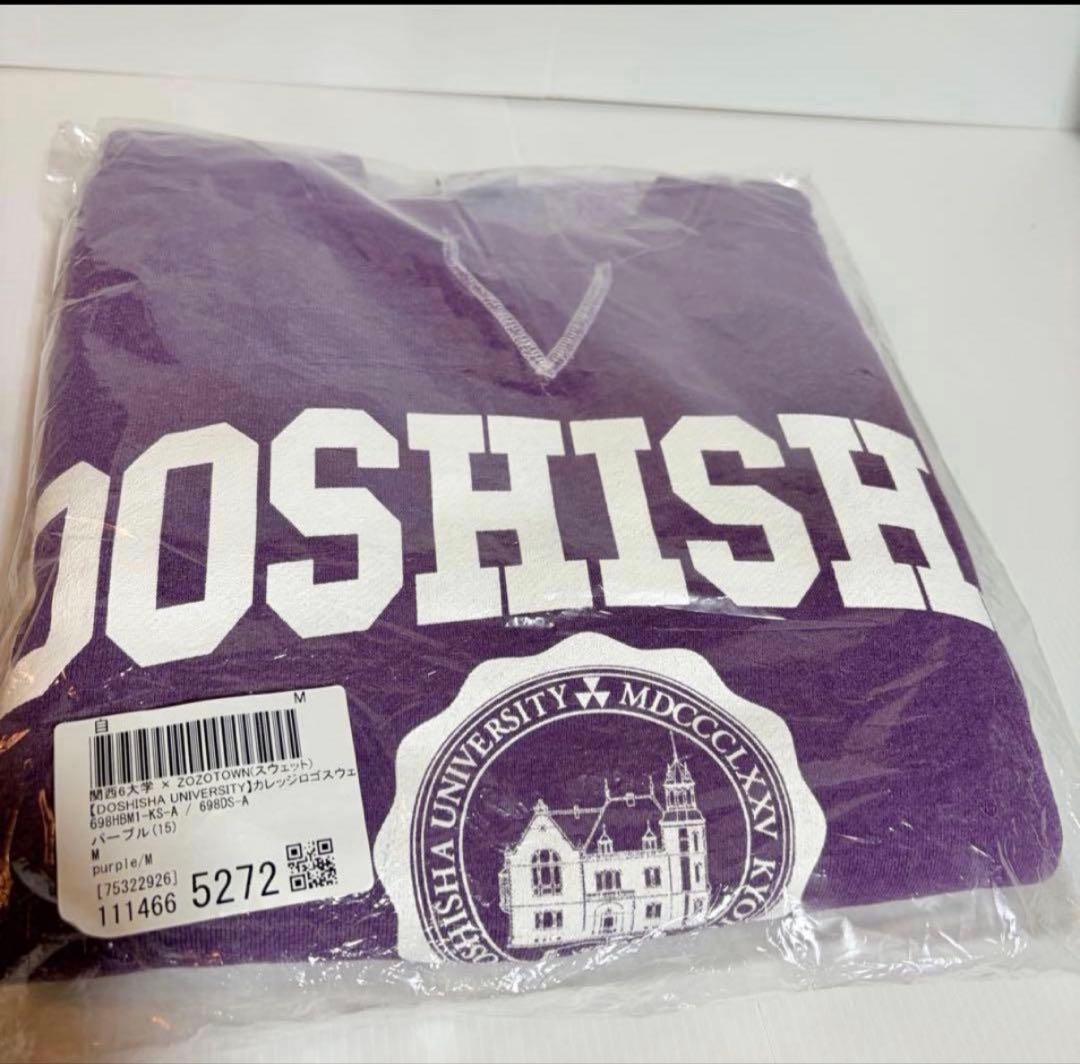 DOSHISH
DOSHISHA UNIVERSITY MDCCCLXXV KYO
自 M
関西6大学 × ZOZOTOWN(スウェット)
【DOSHISHA UNIVERSITY】カレッジロゴスウェ
698HBM1-KS-A / 698DS-A
パープル(15)
M
purple/M
[75322926]
111466 5272